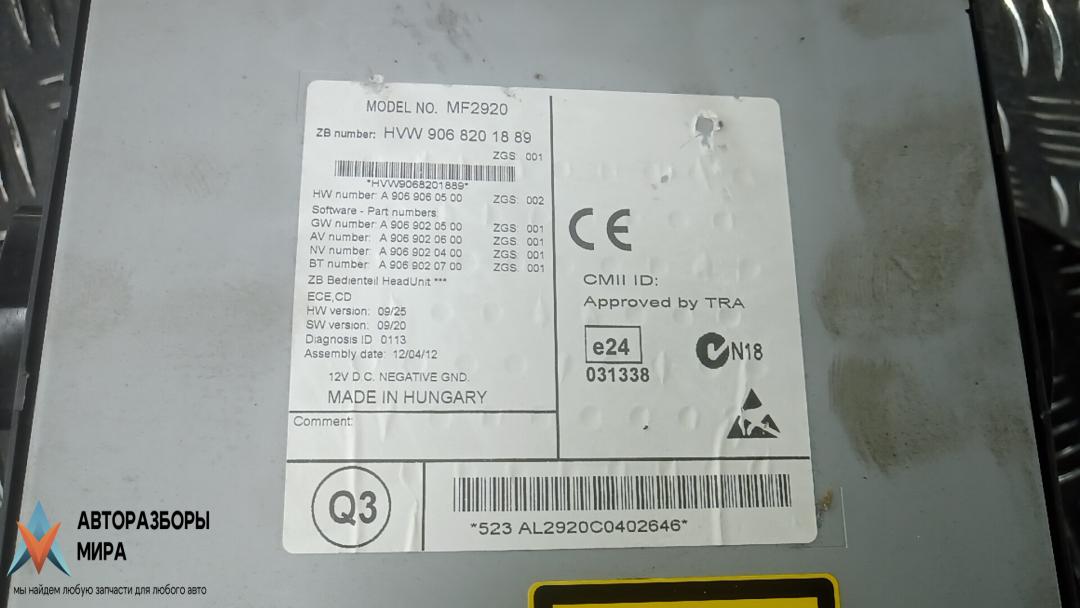 MODEL NO. MF2920
ZB number: HVW 906 820 18 89
ZGS 001
*HVW9068201889*
HW number: A 906 906 05 00 ZGS: 002
Software - Part numbers:
GW number: A 906 902 05 00 ZGS: 001
AV number: A 906 902 06 00 ZGS: 001
NV number: A 906 902 04 00 ZGS: 001
BT number: A 906 902 07 00 ZGS: 001
ZB Bedienteil HeadUnit ***
ECE,CD
HW version: 09/25
SW version: 09/20
Diagnosis ID 0113
Assembly date: 12/04/12
12V D.C. NEGATIVE GND.
MADE IN HUNGARY
Comment:
CE
CMII ID:
Approved by TRA
e24
031338
N18
Q3
*523 AL2920C0402646*
АВТОРАЗБОРЫ
МИРА
мы найдем любую запчасти для любого авто